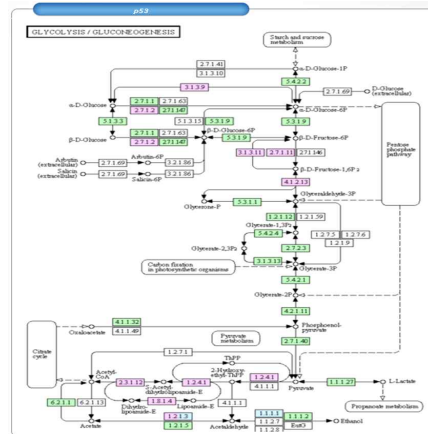 p53
GLYCOLYSIS / GLUCONEOGENESIS
Starch and sucrose
metabolism
2.7.1.41
3.1.3.10
α-D-Glucose-1P
5.4.2.2
3.1.3.9
α-D-Glucose
2.7.1.1
2.7.1.63
2.7.1.2
2.7.1.147
α-D-Glucose-6P
2.7.1.69
D-Glucose
(extracellular)
5.1.3.3
5.1.3.15
5.3.1.9
5.3.1.9
β-D-Glucose-6P
5.3.1.9
β-D-Fructose-6P
β-D-Glucose
2.7.1.1
2.7.1.63
2.7.1.2
2.7.1.147
3.1.3.11
2.7.1.11
2.7.1.146
Pentose
phosphate
pathway
Arbutin
(extracellular)
2.7.1.69
Arbutin-6P
3.2.1.86
Salicin
(extracellular)
2.7.1.69
Salicin-6P
3.2.1.86
β-D-Fructose-1,6P2
4.1.2.13
Glycerone-P
5.3.1.1
Glyceraldehyde-3P
1.2.1.12
1.2.1.59
Glycerate-1,3P2
5.4.2.4
Glycerate-2,3P2
2.7.2.3
1.2.7.5
1.2.7.6
1.2.1.9
3.1.3.13
Glycerate-3P
Carbon fixation
in photosynthetic organisms
5.4.2.1
Glycerate-2P
4.2.1.11
4.1.1.32
Oxaloacetate
4.1.1.49
Phosphoenol-
pyruvate
Pyruvate
metabolism
2.7.1.40
Citrate
cycle
1.2.7.1
ThPP
Acetyl-
CoA
2.3.1.12
1.2.4.1
2-Hydroxy-
ethyl-ThPP
1.2.4.1
4.1.1.1
Pyruvate
1.1.1.27
L-Lactate
Propanoate metabolism
Dihydro-
lipoamide-E
1.8.1.4
Lipoamide-E
6.2.1.1
6.2.1.13
4.1.1.1
Acetate
1.2.1.3
1.2.1.5
Acetaldehyde
1.1.1.1
1.1.2.7
1.1.2.8
1.1.1.2
EutG
Ethanol